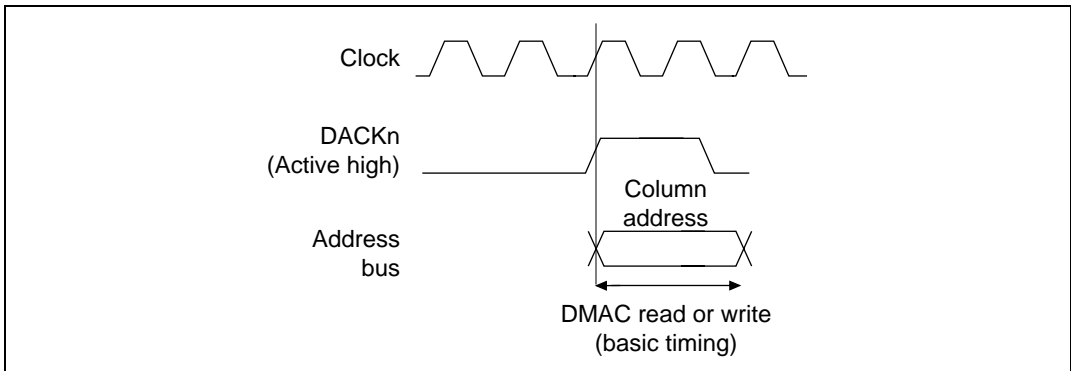 Clock
DACKn
(Active high)
Column
address
Address
bus
DMAC read or write
(basic timing)